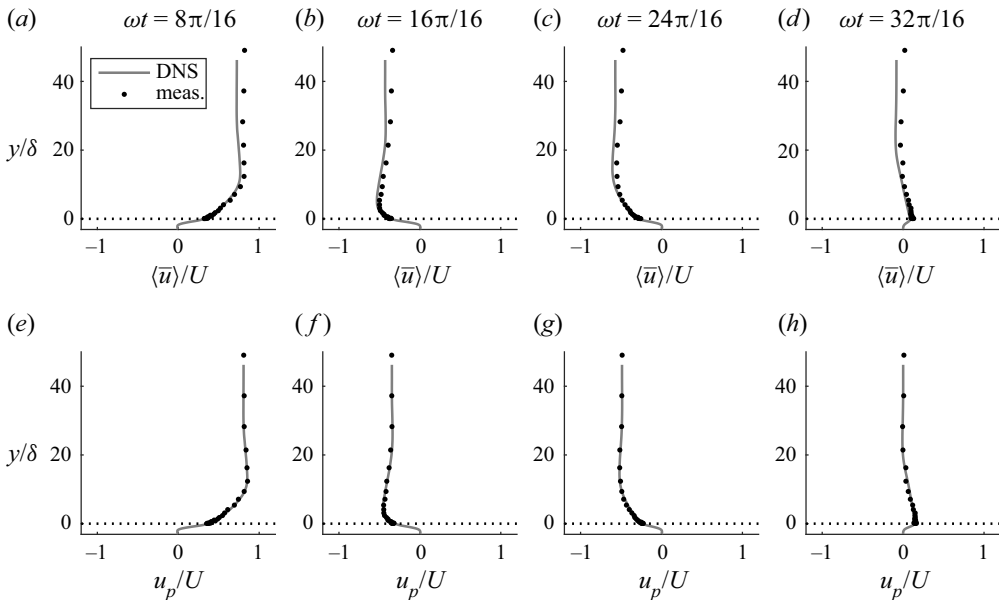 (a) ωt = 8π/16 (b) ωt = 16π/16 (c) ωt = 24π/16 (d) ωt = 32π/16
DNS
meas.
40 40 40 40
y/δ 20 20 20 20
0 0 0 0
–1 0 1 –1 0 1 –1 0 1 –1 0 1
⟨u̅⟩/U ⟨u̅⟩/U ⟨u̅⟩/U ⟨u̅⟩/U
(e) (f) (g) (h)
40 40 40 40
y/δ 20 20 20 20
0 0 0 0
–1 0 1 –1 0 1 –1 0 1 –1 0 1
u_p/U u_p/U u_p/U u_p/U